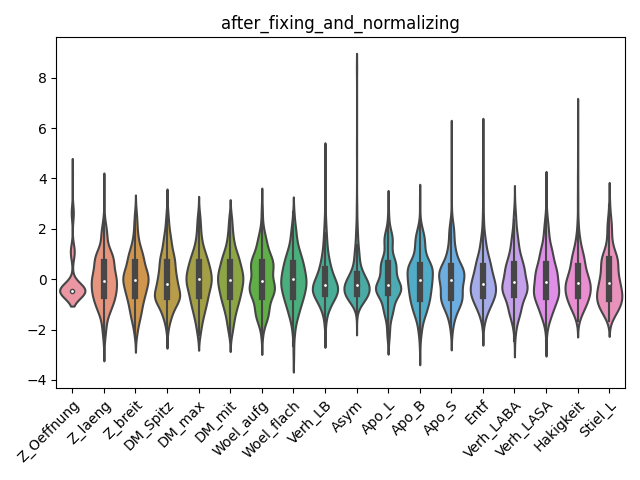 after_fixing_and_normalizing
8
6
4
2
0
−2
−4
Z_Oeffnung
Z_laeng
Z_breit
DM_Spitz
DM_max
DM_mit
Woel_aufg
Woel_flach
Verh_LB
Asym
Apo_L
Apo_B
Apo_S
Entf
Verh_LABA
Verh_LASA
Hakigkeit
Stiel_L